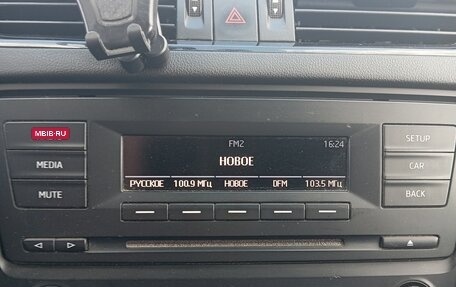 MBIB.RU
MEDIA
MUTE
FM2 16:24
НОВОЕ
РУССКОЕ 100.9 МГц НОВОЕ DFM 103.5 МГц
SETUP
CAR
BACK